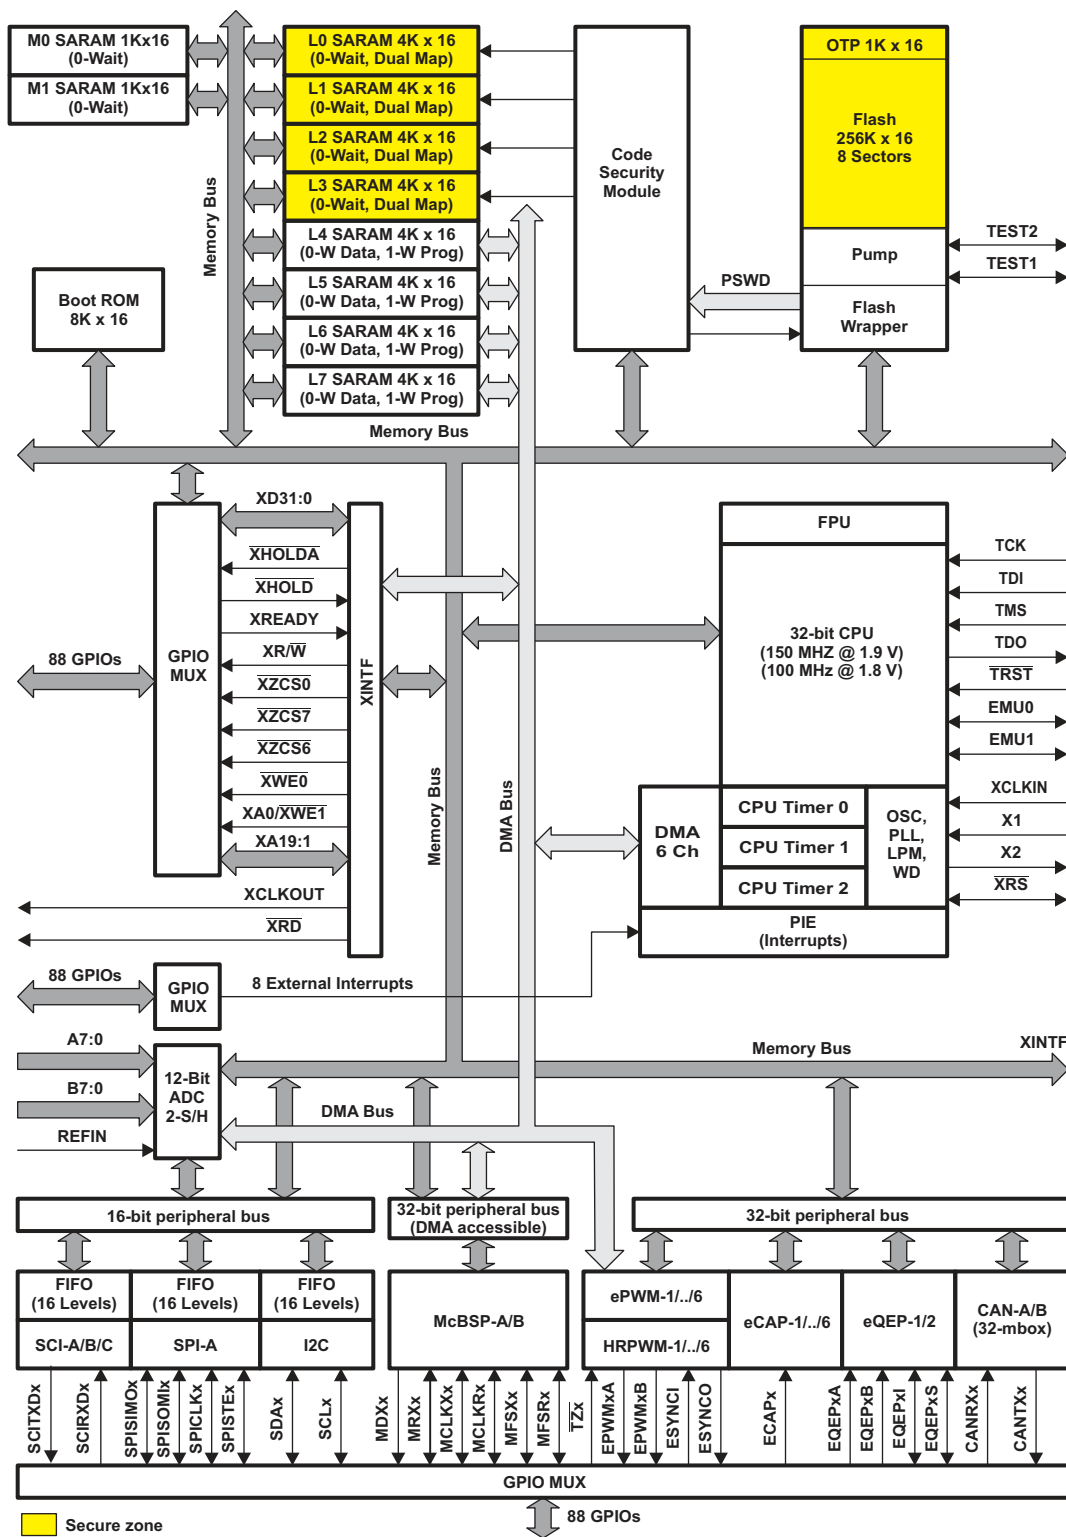 M0 SARAM 1Kx16
(0-Wait)
M1 SARAM 1Kx16
(0-Wait)
L0 SARAM 4K x 16
(0-Wait, Dual Map)
L1 SARAM 4K x 16
(0-Wait, Dual Map)
L2 SARAM 4K x 16
(0-Wait, Dual Map)
L3 SARAM 4K x 16
(0-Wait, Dual Map)
L4 SARAM 4K x 16
(0-W Data, 1-W Prog)
L5 SARAM 4K x 16
(0-W Data, 1-W Prog)
L6 SARAM 4K x 16
(0-W Data, 1-W Prog)
L7 SARAM 4K x 16
(0-W Data, 1-W Prog)
Memory Bus
Boot ROM
8K x 16
Code
Security
Module
OTP 1K x 16
Flash
256K x 16
8 Sectors
Pump
Flash
Wrapper
PSWD
TEST2
TEST1
Memory Bus
XD31:0
XHOLDA
XHOLD
XREADY
XR/W
XZCS0
XZCS7
XZCS6
XWE0
XA0/XWE1
XA19:1
XCLKOUT
XRD
88 GPIOs
GPIO
MUX
XINTF
Memory Bus
DMA Bus
FPU
32-bit CPU
(150 MHZ @ 1.9 V)
(100 MHz @ 1.8 V)
TCK
TDI
TMS
TDO
TRST
EMU0
EMU1
XCLKIN
X1
X2
XRS
DMA
6 Ch
CPU Timer 0
CPU Timer 1
CPU Timer 2
OSC,
PLL,
LPM,
WD
PIE
(Interrupts)
88 GPIOs
GPIO
MUX
8 External Interrupts
A7:0
B7:0
REFIN
12-Bit
ADC
2-S/H
Memory Bus
XINTF
DMA Bus
16-bit peripheral bus
32-bit peripheral bus
(DMA accessible)
32-bit peripheral bus
FIFO
(16 Levels)
FIFO
(16 Levels)
FIFO
(16 Levels)
SCI-A/B/C
SPI-A
I2C
McBSP-A/B
ePWM-1/../6
HRPWM-1/../6
eCAP-1/../6
eQEP-1/2
CAN-A/B
(32-mbox)
SCITXDx
SCIRXDx
SPISIMOx
SPISOMIx
SPICLKx
SPISTEx
SDAx
SCLx
MDXx
MRXx
MCLKXx
MCLKRx
MFSXx
MFSRx
TZx
EPWMxA
EPWMxB
ESYNCI
ESYNCO
ECAPx
EQEPxA
EQEPxB
EQEPxI
EQEPxS
CANRXx
CANTXx
GPIO MUX
88 GPIOs
Secure zone